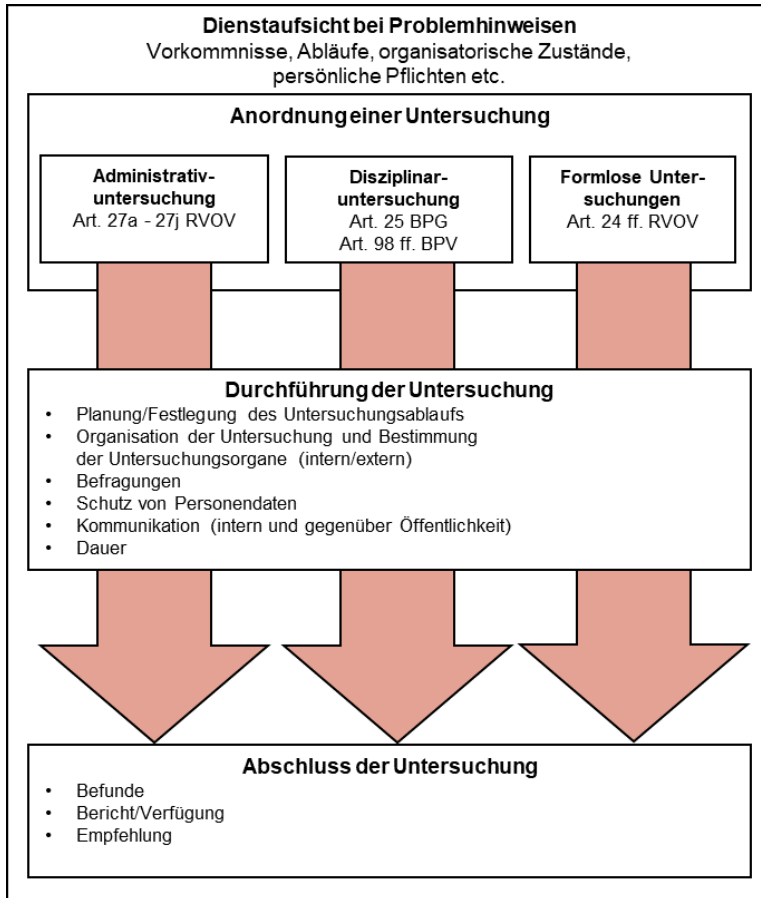 Dienstaufsicht bei Problemhinweisen
Vorkommnisse, Abläufe, organisatorische Zustände,
persönliche Pflichten etc.
Anordnung einer Untersuchung
Administrativ-
untersuchung
Art. 27a - 27j RVOV
Disziplinar-
untersuchung
Art. 25 BPG
Art. 98 ff. BPV
Formlose Unter-
suchungen
Art. 24 ff. RVOV
Durchführung der Untersuchung
• Planung/Festlegung des Untersuchungsablaufs
• Organisation der Untersuchung und Bestimmung
der Untersuchungsorgane (intern/extern)
• Befragungen
• Schutz von Personendaten
• Kommunikation (intern und gegenüber Öffentlichkeit)
• Dauer
Abschluss der Untersuchung
• Befunde
• Bericht/Verfügung
• Empfehlung